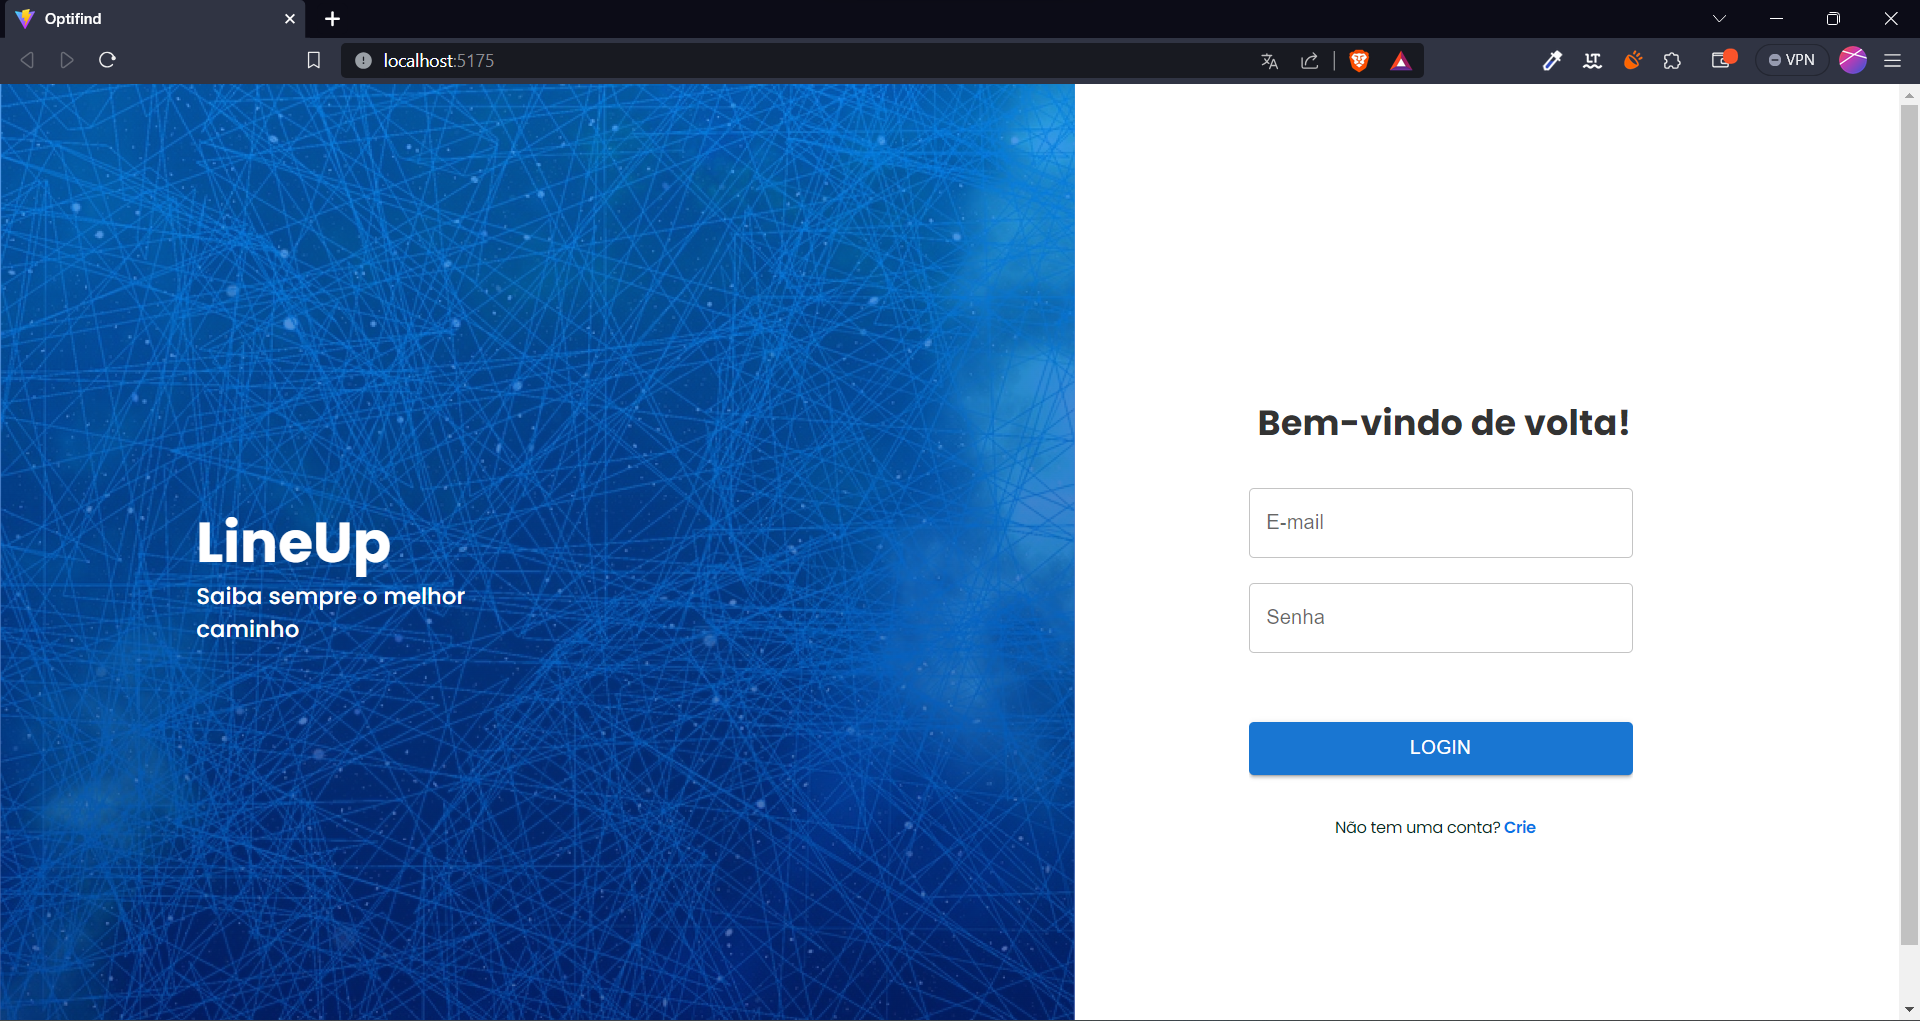 Optifind
localhost:5175
VPN
LineUp
Saiba sempre o melhor
caminho
Bem-vindo de volta!
E-mail
Senha
LOGIN
Não tem uma conta? Crie